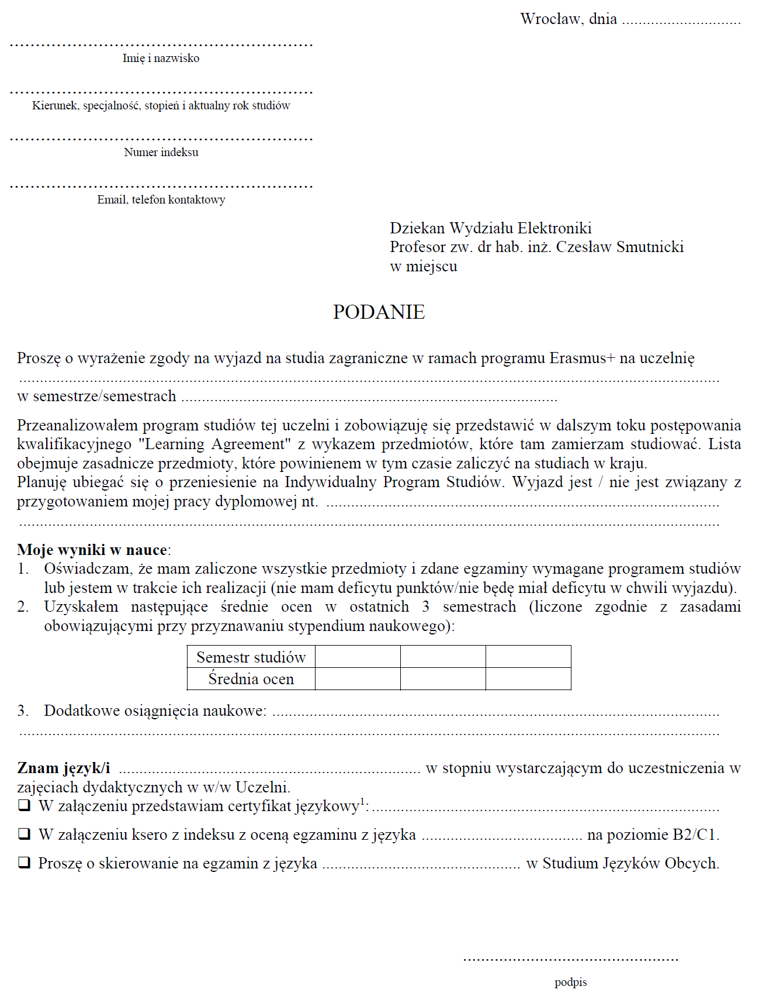 Wrocław, dnia .............................
..........................................................
Imię i nazwisko
..........................................................
Kierunek, specjalność, stopień i aktualny rok studiów
..........................................................
Numer indeksu
..........................................................
Email, telefon kontaktowy
Dziekan Wydziału Elektroniki
Profesor zw. dr hab. inż. Czesław Smutnicki
w miejscu
PODANIE
Proszę o wyrażenie zgody na wyjazd na studia zagraniczne w ramach programu Erasmus+ na uczelnię
..........................................................................................................................................................
w semestrze/semestrach ...........................................................................................
Przeanalizowałem program studiów tej uczelni i zobowiązuję się przedstawić w dalszym toku postępowania
kwalifikacyjnego "Learning Agreement" z wykazem przedmiotów, które tam zamierzam studiować. Lista
obejmuje zasadnicze przedmioty, które powinienem w tym czasie zaliczyć na studiach w kraju.
Planuję ubiegać się o przeniesienie na Indywidualny Program Studiów. Wyjazd jest / nie jest związany z
przygotowaniem mojej pracy dyplomowej nt. ...............................................................................................
..........................................................................................................................................................
Moje wyniki w nauce:
1. Oświadczam, że mam zaliczone wszystkie przedmioty i zdane egzaminy wymagane programem studiów
lub jestem w trakcie ich realizacji (nie mam deficytu punktów/nie będę miał deficytu w chwili wyjazdu).
2. Uzyskałem następujące średnie ocen w ostatnich 3 semestrach (liczone zgodnie z zasadami
obowiązującymi przy przyznawaniu stypendium naukowego):
Semestr studiów
Średnia ocen
3. Dodatkowe osiągnięcia naukowe: ............................................................................................................
..........................................................................................................................................................
Znam język/i ......................................................................... w stopniu wystarczającym do uczestniczenia w
zajęciach dydaktycznych w w/w Uczelni.
❑ W załączeniu przedstawiam certyfikat językowy¹: ....................................................................................
❑ W załączeniu ksero z indeksu z oceną egzaminu z języka ....................................... na poziomie B2/C1.
❑ Proszę o skierowanie na egzamin z języka ................................................ w Studium Języków Obcych.
................................................
podpis